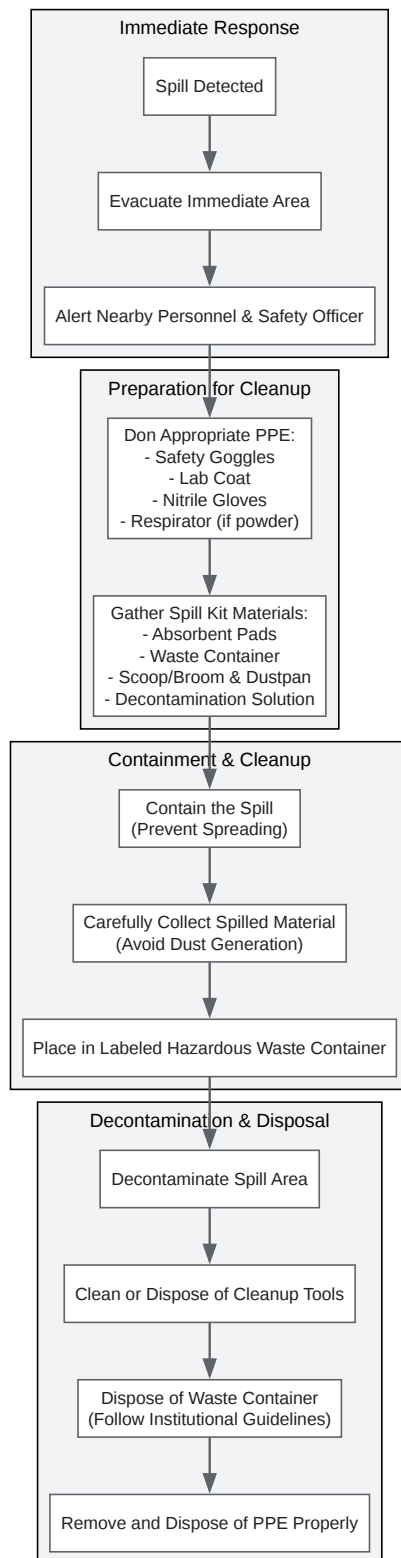 Immediate Response
Spill Detected
Evacuate Immediate Area
Alert Nearby Personnel & Safety Officer
Preparation for Cleanup
Don Appropriate PPE:
- Safety Goggles
- Lab Coat
- Nitrile Gloves
- Respirator (if powder)
Gather Spill Kit Materials:
- Absorbent Pads
- Waste Container
- Scoop/Broom & Dustpan
- Decontamination Solution
Containment & Cleanup
Contain the Spill
(Prevent Spreading)
Carefully Collect Spilled Material
(Avoid Dust Generation)
Place in Labeled Hazardous Waste Container
Decontamination & Disposal
Decontaminate Spill Area
Clean or Dispose of Cleanup Tools
Dispose of Waste Container
(Follow Institutional Guidelines)
Remove and Dispose of PPE Properly